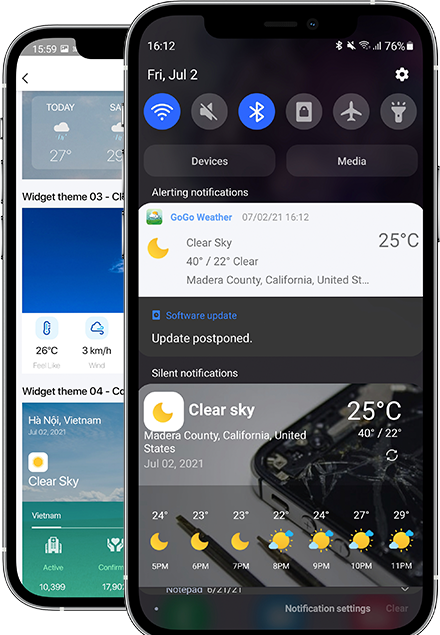 15:59
TODAY
SA
27°
29
Widget theme 03 - Cl
26°C
3 km/h
Feel Like
Wind
Widget theme 04 - Co
Hà Nội, Vietnam
Jul 02, 2021
Clear Sky
Vietnam
Active
Confirm
10,399
17,90
16:12
76%
Fri, Jul 2
Devices
Media
Alerting notifications
GoGo Weather 07/02/21 16:12
Clear Sky
25°C
40° / 22° Clear
Madera County, California, United St...
Software update
Update postponed.
Silent notifications
Clear sky
25°C
Madera County, California, United
States
40° / 22°
Jul 02, 2021
24° 23° 23° 22° 24° 27° 29°
5PM 6PM 7PM 8PM 9PM 10PM 11PM
Notepad 6/21/21
Notification settings Clear